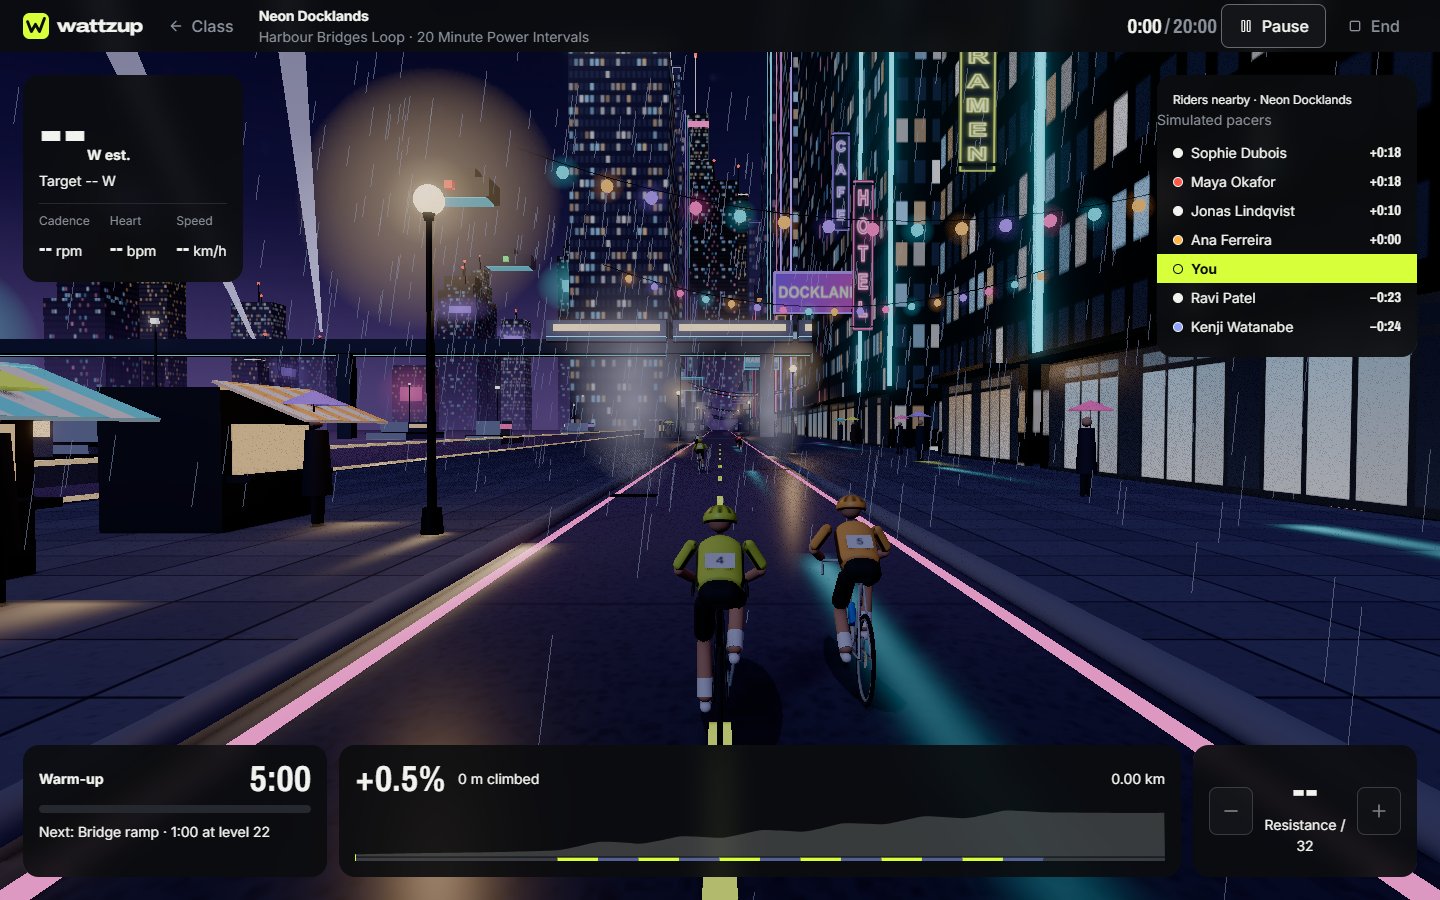 wattzup
← Class
Neon Docklands
Harbour Bridges Loop · 20 Minute Power Intervals
0:00 / 20:00
Pause
End
--
W est.
Target -- W
Cadence Heart Speed
-- rpm -- bpm -- km/h
Riders nearby · Neon Docklands
Simulated pacers
Sophie Dubois +0:18
Maya Okafor +0:18
Jonas Lindqvist +0:10
Ana Ferreira +0:00
You
Ravi Patel −0:23
Kenji Watanabe −0:24
RAMEN
CAFE
HOTEL
DOCKLAN
4
5
Warm-up 5:00
Next: Bridge ramp · 1:00 at level 22
+0.5% 0 m climbed 0.00 km
−
--
+
Resistance /
32